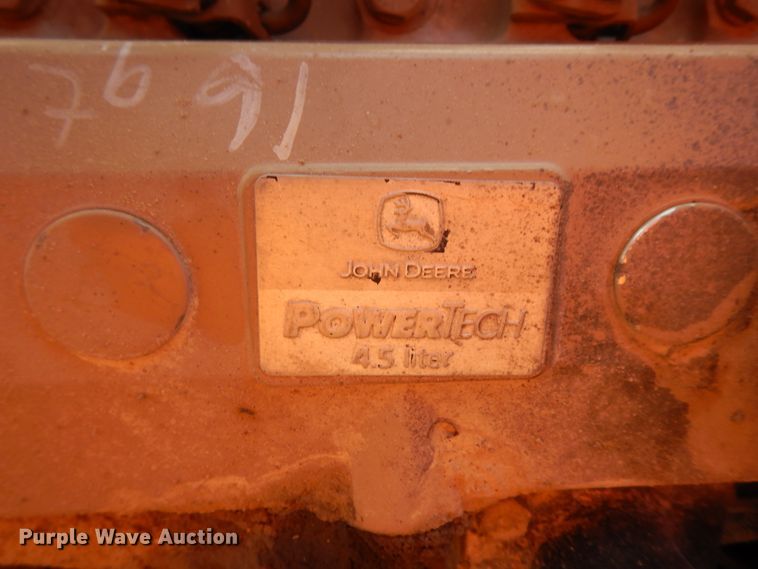 7691
JOHN DEERE
POWERTECH
4.5 liter
Purple Wave Auction®